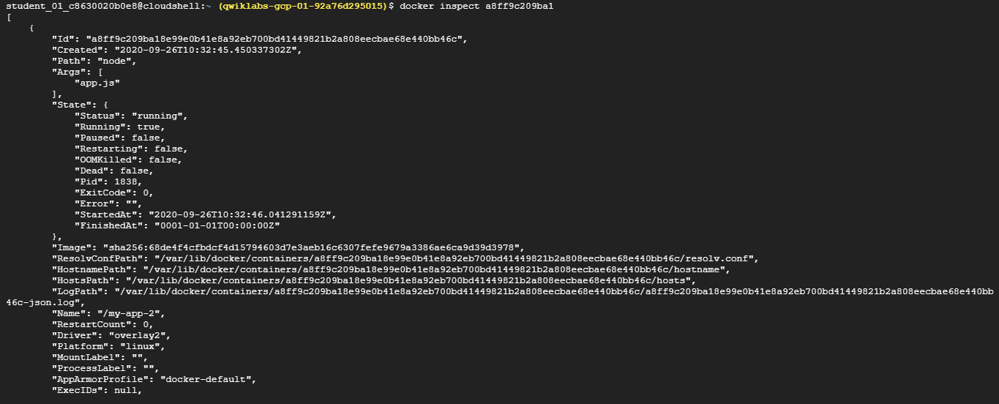 student_01_c8630020b0e8@cloudshell:~ (qwiklabs-gcp-01-92a76d295015)$ docker inspect a8ff9c209ba1
[
    {
        "Id": "a8ff9c209ba18e99e0b41e8a92eb700bd41449821b2a808eecbae68e440bb46c",
        "Created": "2020-09-26T10:32:45.450337302Z",
        "Path": "node",
        "Args": [
            "app.js"
        ],
        "State": {
            "Status": "running",
            "Running": true,
            "Paused": false,
            "Restarting": false,
            "OOMKilled": false,
            "Dead": false,
            "Pid": 1838,
            "ExitCode": 0,
            "Error": "",
            "StartedAt": "2020-09-26T10:32:46.041291159Z",
            "FinishedAt": "0001-01-01T00:00:00Z"
        },
        "Image": "sha256:68de4f4cfbdcf4d15794603d7e3aeb16c6307fefe9679a3386ae6ca9d39d3978",
        "ResolvConfPath": "/var/lib/docker/containers/a8ff9c209ba18e99e0b41e8a92eb700bd41449821b2a808eecbae68e440bb46c/resolv.conf",
        "HostnamePath": "/var/lib/docker/containers/a8ff9c209ba18e99e0b41e8a92eb700bd41449821b2a808eecbae68e440bb46c/hostname",
        "HostsPath": "/var/lib/docker/containers/a8ff9c209ba18e99e0b41e8a92eb700bd41449821b2a808eecbae68e440bb46c/hosts",
        "LogPath": "/var/lib/docker/containers/a8ff9c209ba18e99e0b41e8a92eb700bd41449821b2a808eecbae68e440bb46c/a8ff9c209ba18e99e0b41e8a92eb700bd41449821b2a808eecbae68e440bb
46c-json.log",
        "Name": "/my-app-2",
        "RestartCount": 0,
        "Driver": "overlay2",
        "Platform": "linux",
        "MountLabel": "",
        "ProcessLabel": "",
        "AppArmorProfile": "docker-default",
        "ExecIDs": null,